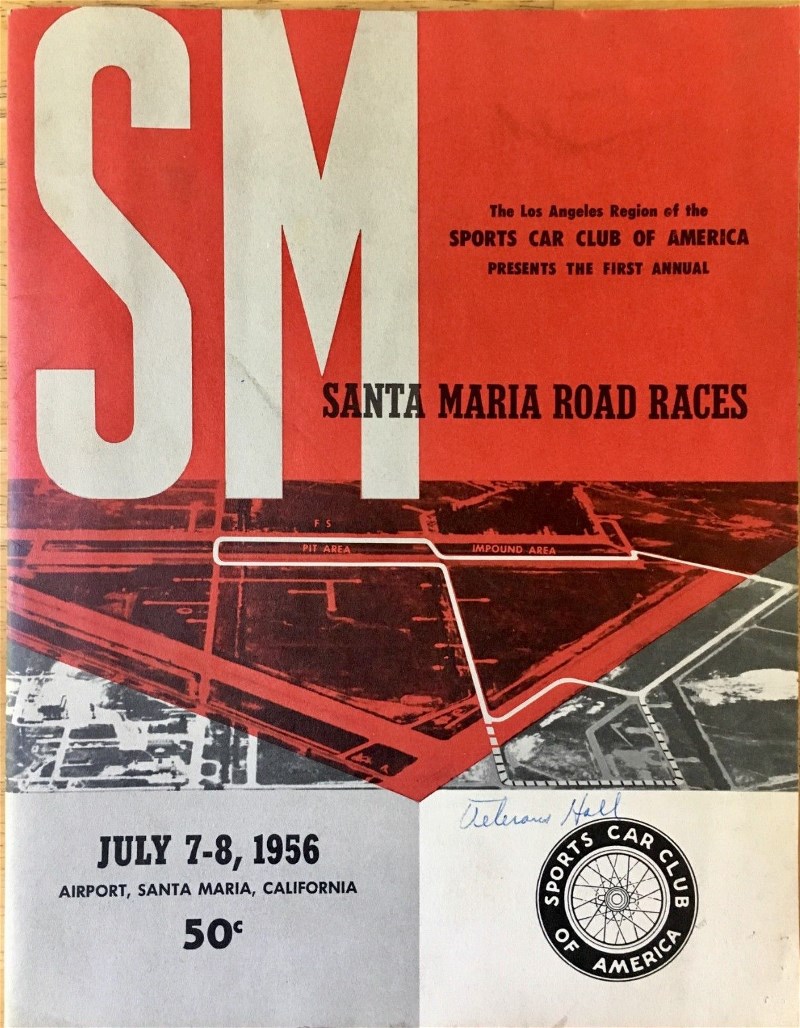 SM
The Los Angeles Region of the
SPORTS CAR CLUB OF AMERICA
PRESENTS THE FIRST ANNUAL
SANTA MARIA ROAD RACES
F S
PIT AREA
IMPOUND AREA
JULY 7-8, 1956
AIRPORT, SANTA MARIA, CALIFORNIA
50¢
Veterans Hall
SPORTS CAR CLUB
OF AMERICA